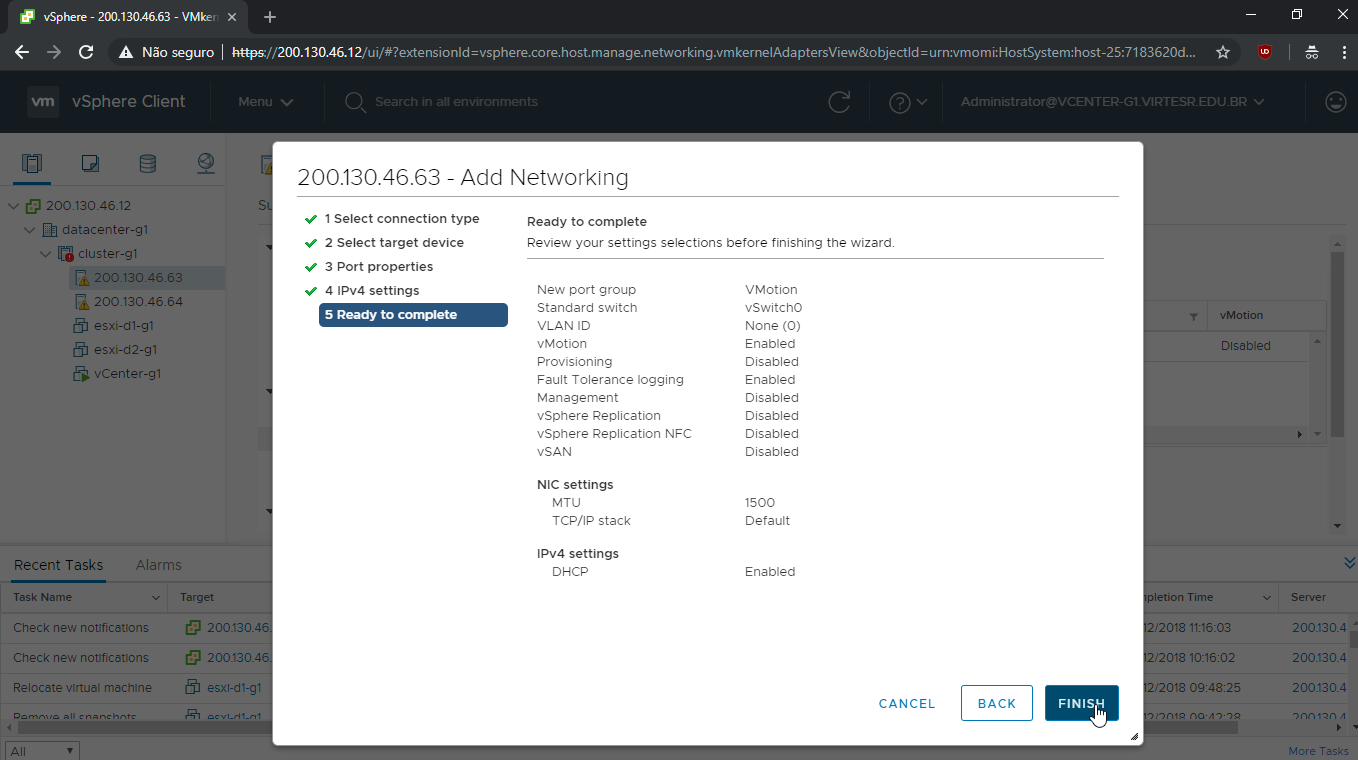 vSphere - 200.130.46.63 - VMker
Não seguro | https://200.130.46.12/ui/#?extensionId=vsphere.core.host.manage.networking.vmkernelAdaptersView&objectId=urn:vmomi:HostSystem:host-25:7183620d...
vm vSphere Client Menu Search in all environments Administrator@VCENTER-G1.VIRTESR.EDU.BR
200.130.46.12
datacenter-g1
cluster-g1
200.130.46.63
200.130.46.64
esxi-d1-g1
esxi-d2-g1
vCenter-g1
Su
vMotion
Disabled
200.130.46.63 - Add Networking
1 Select connection type
2 Select target device
3 Port properties
4 IPv4 settings
5 Ready to complete
Ready to complete
Review your settings selections before finishing the wizard.
New port group VMotion
Standard switch vSwitch0
VLAN ID None (0)
vMotion Enabled
Provisioning Disabled
Fault Tolerance logging Enabled
Management Disabled
vSphere Replication Disabled
vSphere Replication NFC Disabled
vSAN Disabled
NIC settings
MTU 1500
TCP/IP stack Default
IPv4 settings
DHCP Enabled
CANCEL BACK FINISH
Recent Tasks Alarms
Task Name Target pletion Time Server
Check new notifications 200.130.46. 12/2018 11:16:03 200.130.4
Check new notifications 200.130.46. 12/2018 10:16:02 200.130.4
Relocate virtual machine esxi-d1-g1 12/2018 09:48:25 200.130.4
Remove all snapshots esxi-d1-g1 12/2018 09:42:28 200.130.4
All More Tasks